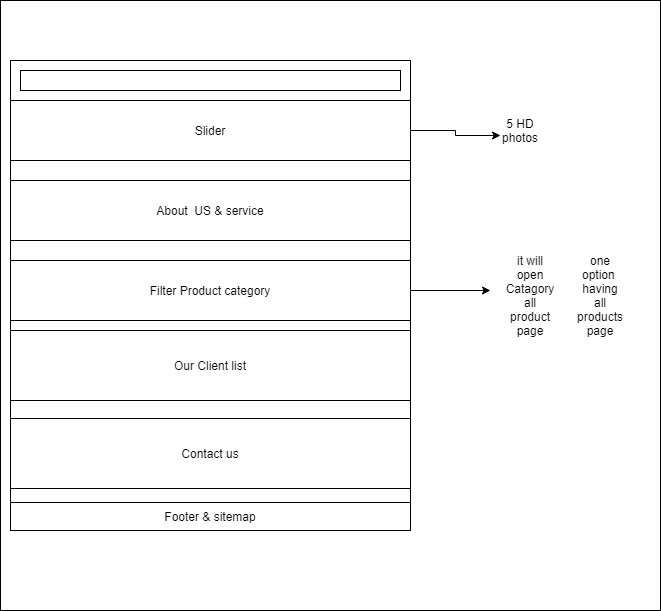 Slider
5 HD
photos
About  US & service
Filter Product category
it will
open
Catagory
all
product
page
one
option
having
all
products
page
Our Client list
Contact us
Footer & sitemap